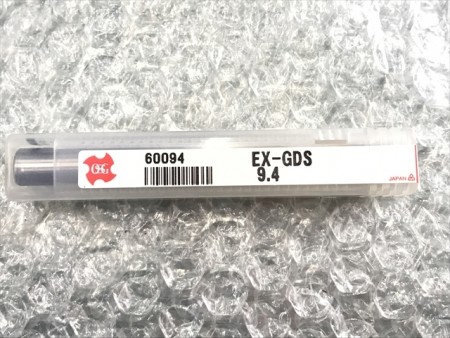 OSG
60094
EX-GDS
9.4
JAPAN